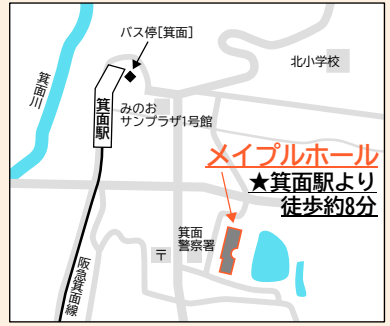 バス停[箕面]
北小学校
箕面川
箕面駅
みのお
サンプラザ1号館
メイプルホール
★箕面駅より
徒歩約8分
箕面
警察署
〒
阪急箕面線